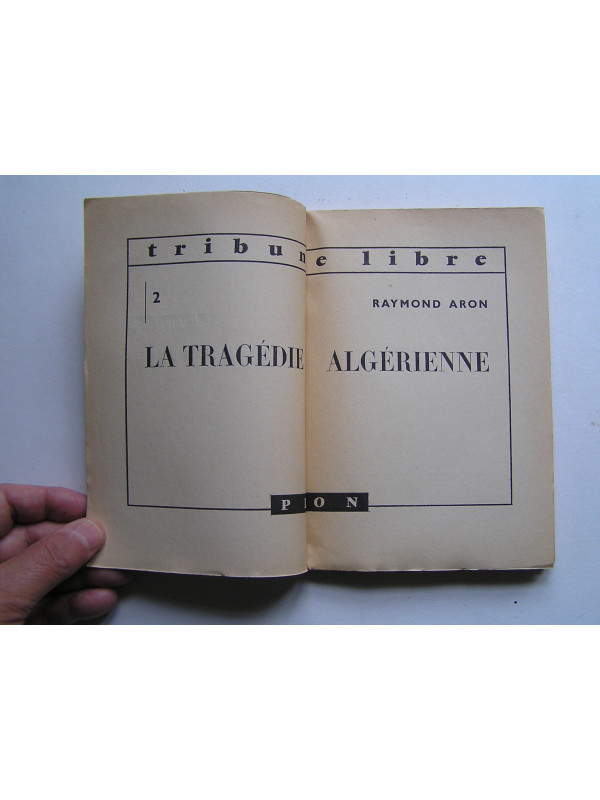 tribune libre
2
RAYMOND ARON
LA TRAGÉDIE ALGÉRIENNE
PLON